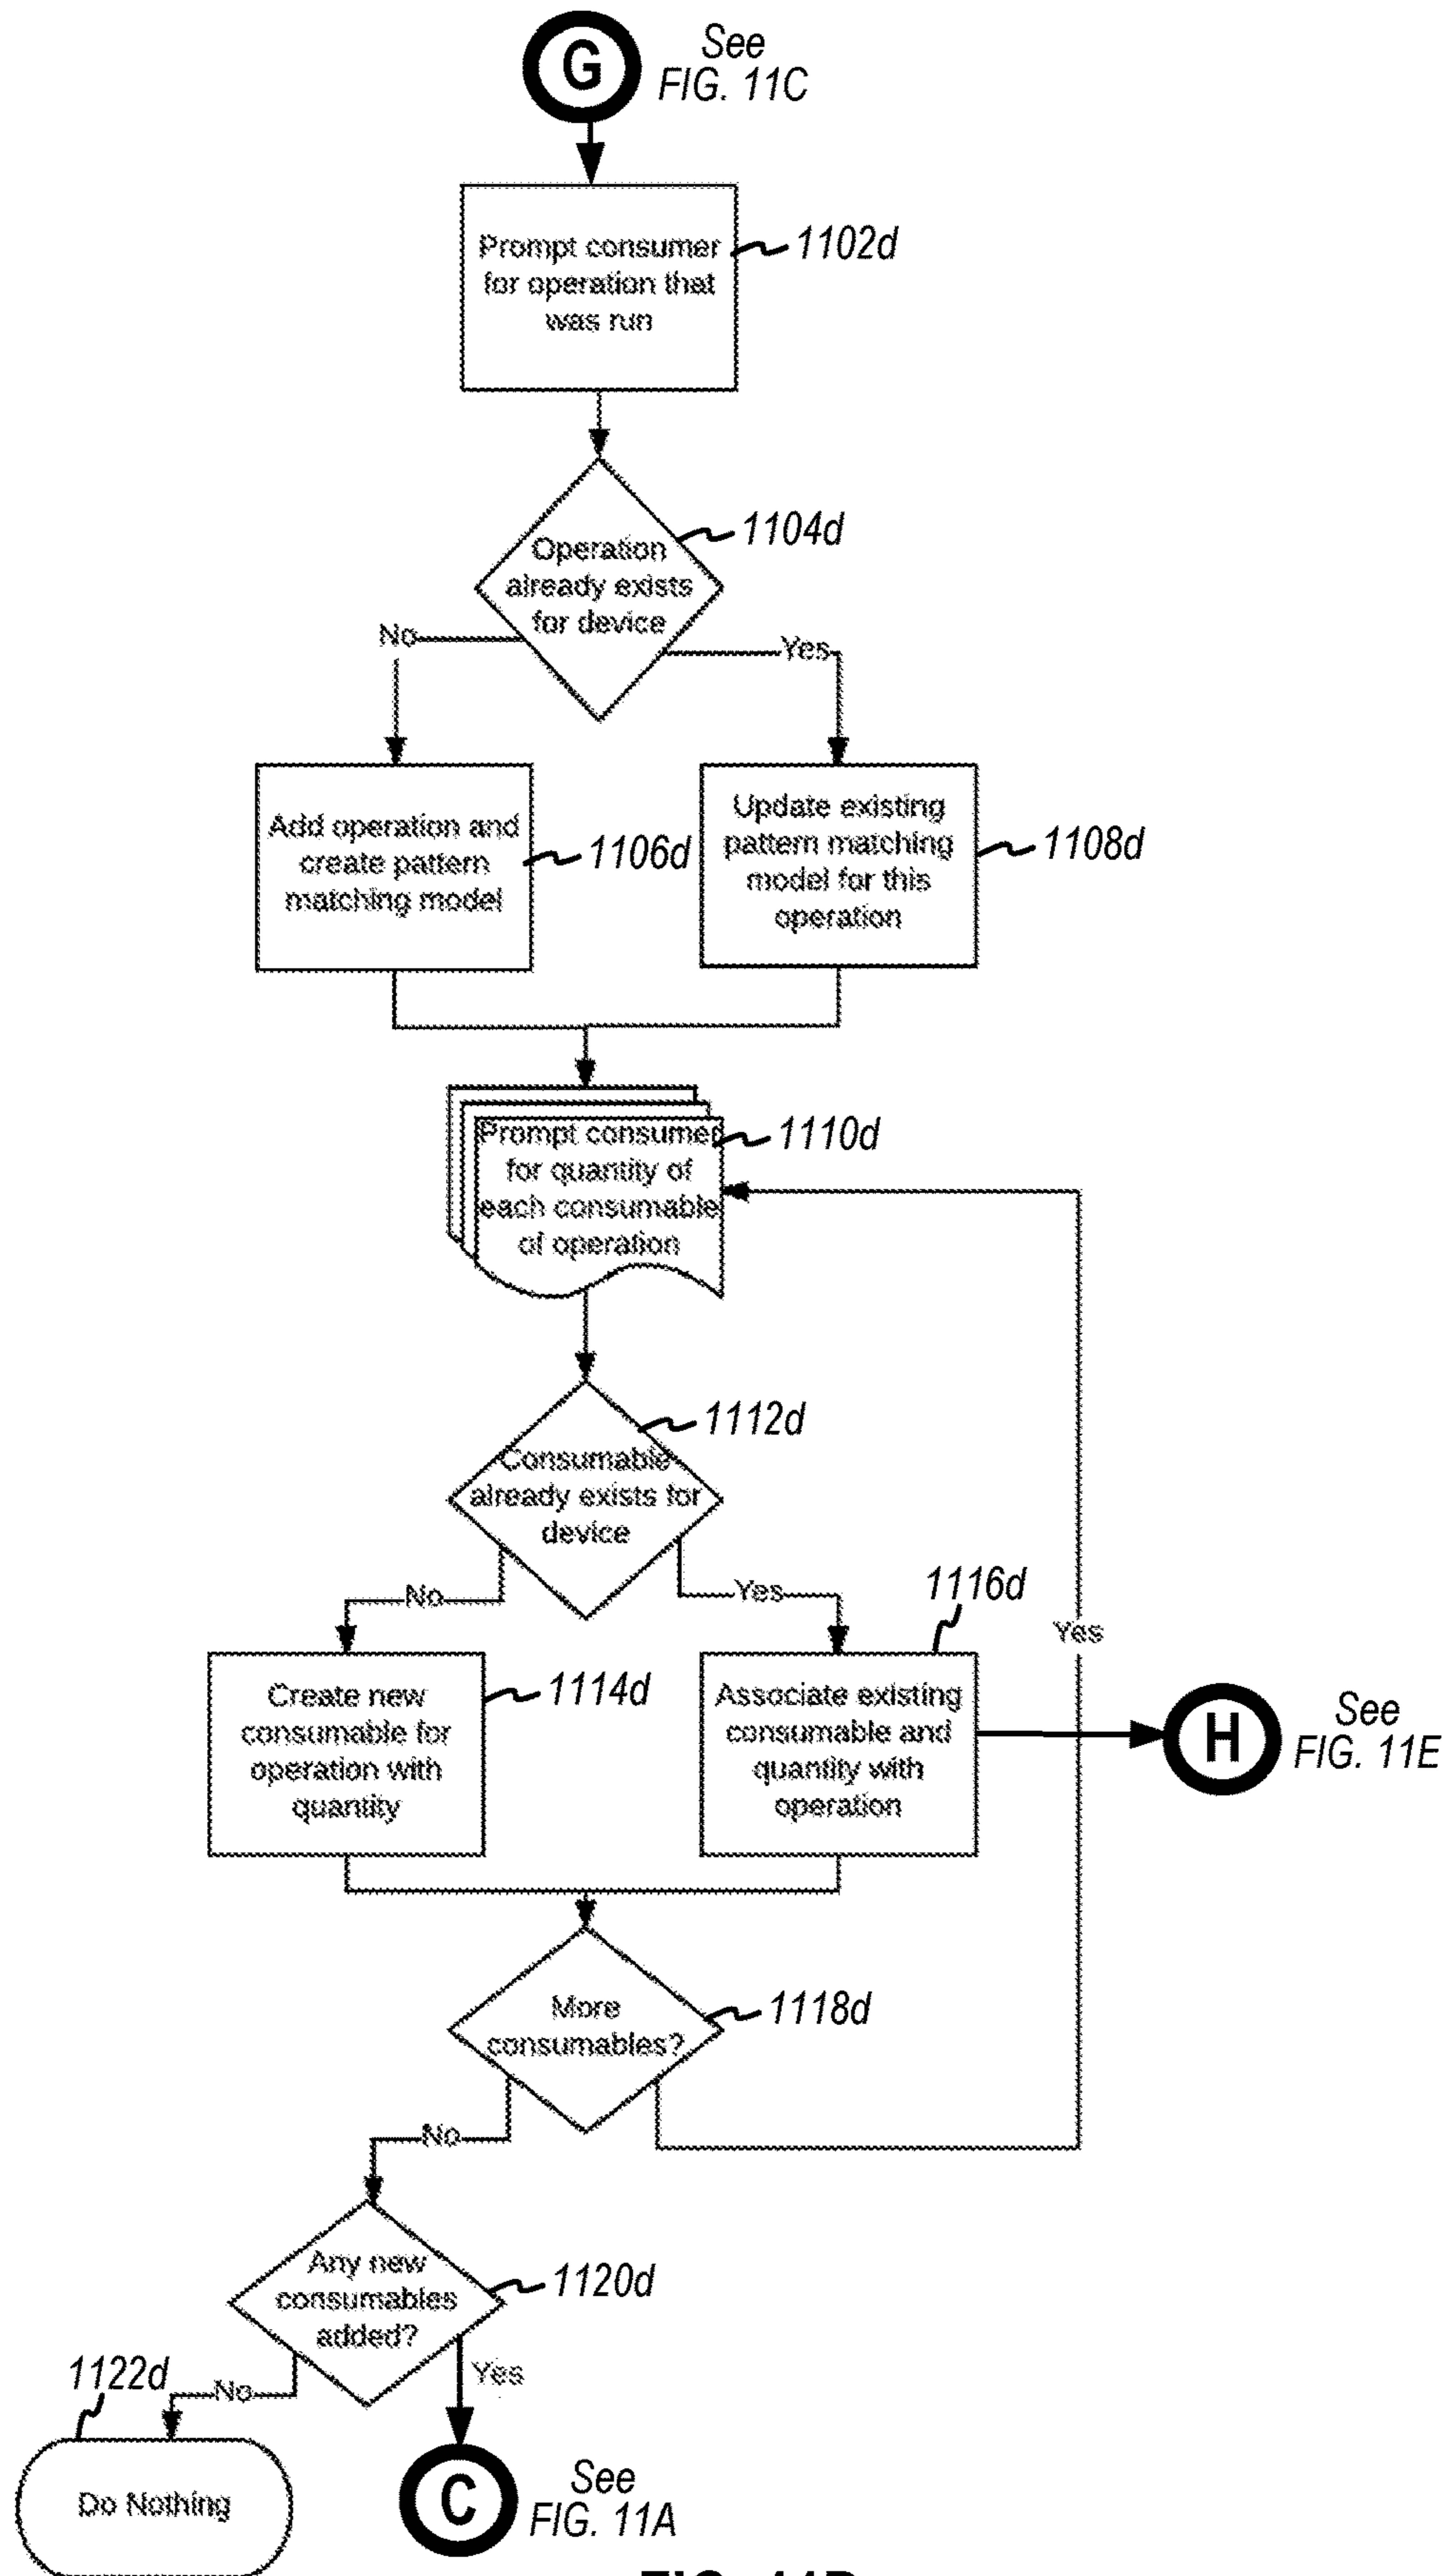 G
See
FIG. 11C
Prompt consumer
for operation that
was run
1102d
Operation
already exists
for device
1104d
No
Yes
Add operation and
create pattern
matching model
1106d
Update existing
pattern matching
model for this
operation
1108d
Prompt consumer
for quantity of
each consumable
of operation
1110d
Consumable
already exists for
device
1112d
No
Yes
1116d
Yes
Create new
consumable for
operation with
quantity
1114d
Associate existing
consumable and
quantity with
operation
H
See
FIG. 11E
More
consumables?
1118d
No
Any new
consumables
added?
1120d
1122d
No
Yes
Do Nothing
C
See
FIG. 11A